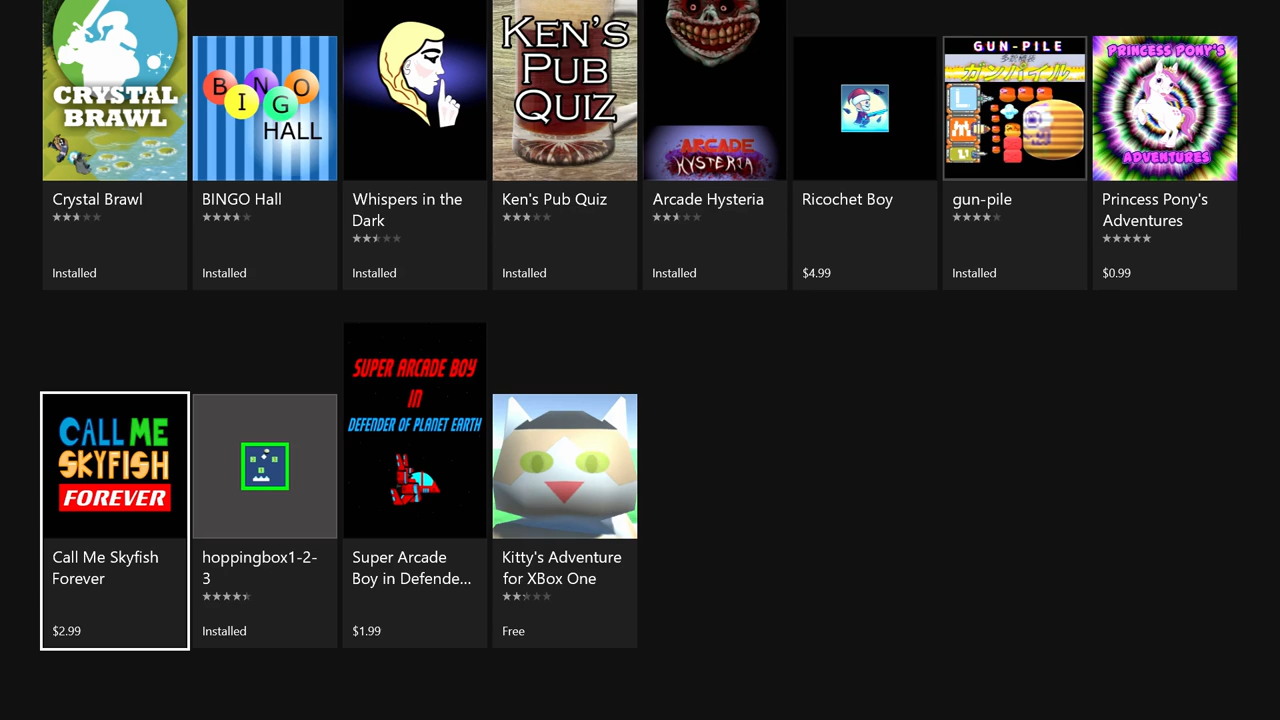 CRYSTAL
BRAWL
BINGO
HALL
KEN'S
PUB
QUIZ
ARCADE
HYSTERIA
GUN-PILE
ガンパイル
L
M
PRINCESS PONY'S
ADVENTURES
Crystal Brawl
Installed
BINGO Hall
Installed
Whispers in the
Dark
Installed
Ken's Pub Quiz
Installed
Arcade Hysteria
Installed
Ricochet Boy
$4.99
gun-pile
Installed
Princess Pony's
Adventures
$0.99
CALL ME
SKYFISH
FOREVER
SUPER ARCADE BOY
IN
DEFENDER OF PLANET EARTH
Call Me Skyfish
Forever
$2.99
hoppingbox1-2-
3
Installed
Super Arcade
Boy in Defende...
$1.99
Kitty's Adventure
for XBox One
Free